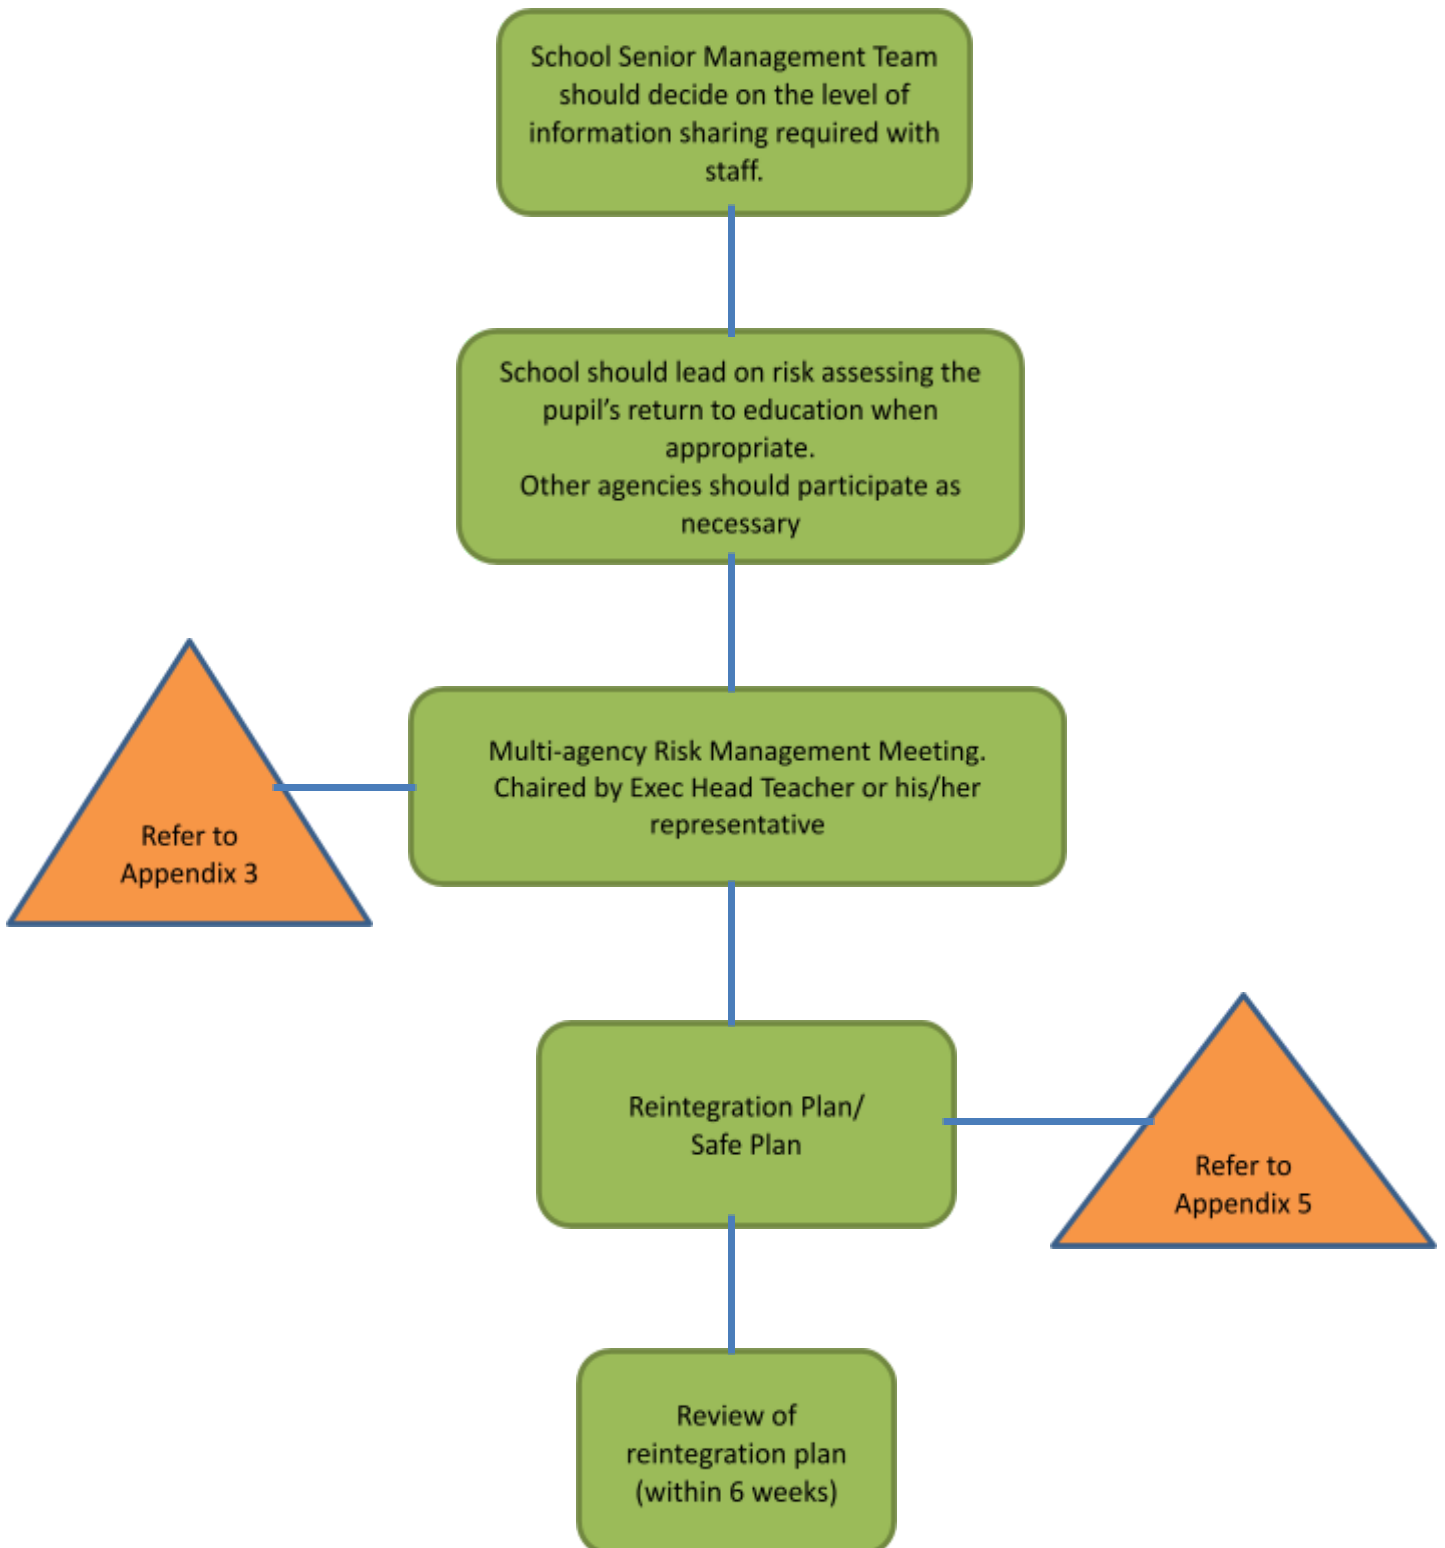 School Senior Management Team
should decide on the level of
information sharing required with
staff.
School should lead on risk assessing the
pupil’s return to education when
appropriate.
Other agencies should participate as
necessary
Multi-agency Risk Management Meeting.
Chaired by Exec Head Teacher or his/her
representative
Refer to
Appendix 3
Reintegration Plan/
Safe Plan
Refer to
Appendix 5
Review of
reintegration plan
(within 6 weeks)